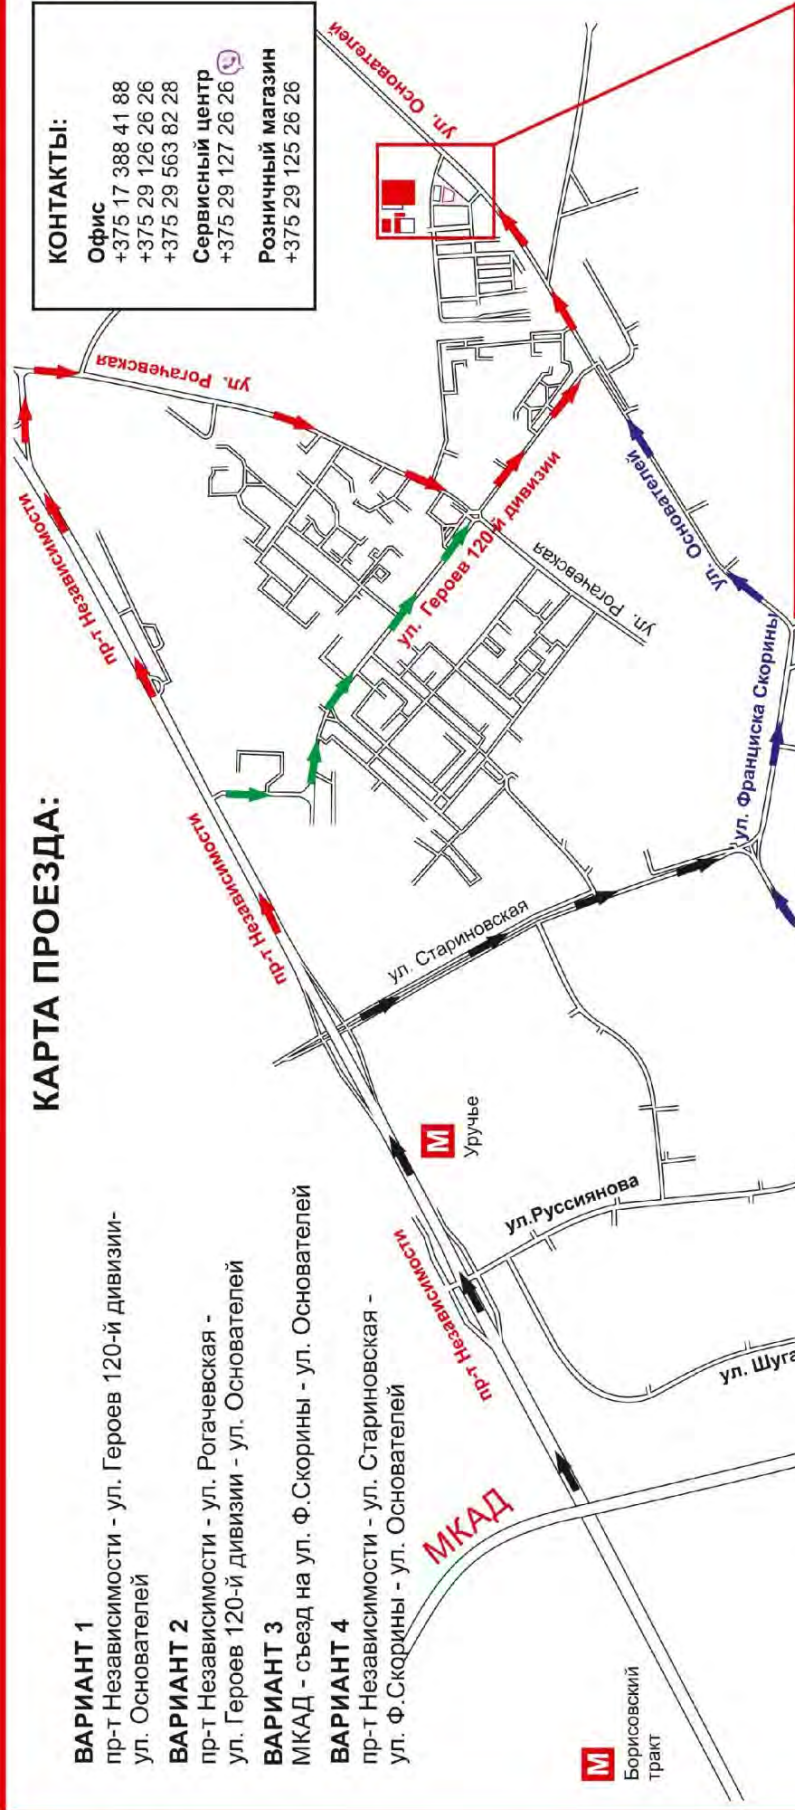 КАРТА ПРОЕЗДА:
ВАРИАНТ 1
пр-т Независимости - ул. Героев 120-й дивизии-
ул. Основателей
ВАРИАНТ 2
пр-т Независимости - ул. Рогачевская -
ул. Героев 120-й дивизии - ул. Основателей
ВАРИАНТ 3
МКАД - съезд на ул. Ф.Скорины - ул. Основателей
ВАРИАНТ 4
пр-т Независимости - ул. Стариновская -
ул. Ф.Скорины - ул. Основателей
КОНТАКТЫ:
Офис
+375 17 388 41 88
+375 29 126 26 26
+375 29 563 82 28
Сервисный центр
+375 29 127 26 26
Розничный магазин
+375 29 125 26 26
М
Борисовский
тракт
МКАД
пр-т Независимости
М
Уручье
ул.Руссиянова
ул. Шуга
ул. Стариновская
пр-т Независимости
пр-т Независимости
ул. Рогачевская
ул. Героев 120-й дивизии
ул. Рогачевская
ул. Франциска Скорины
ул. Основателей
ул. Основателей